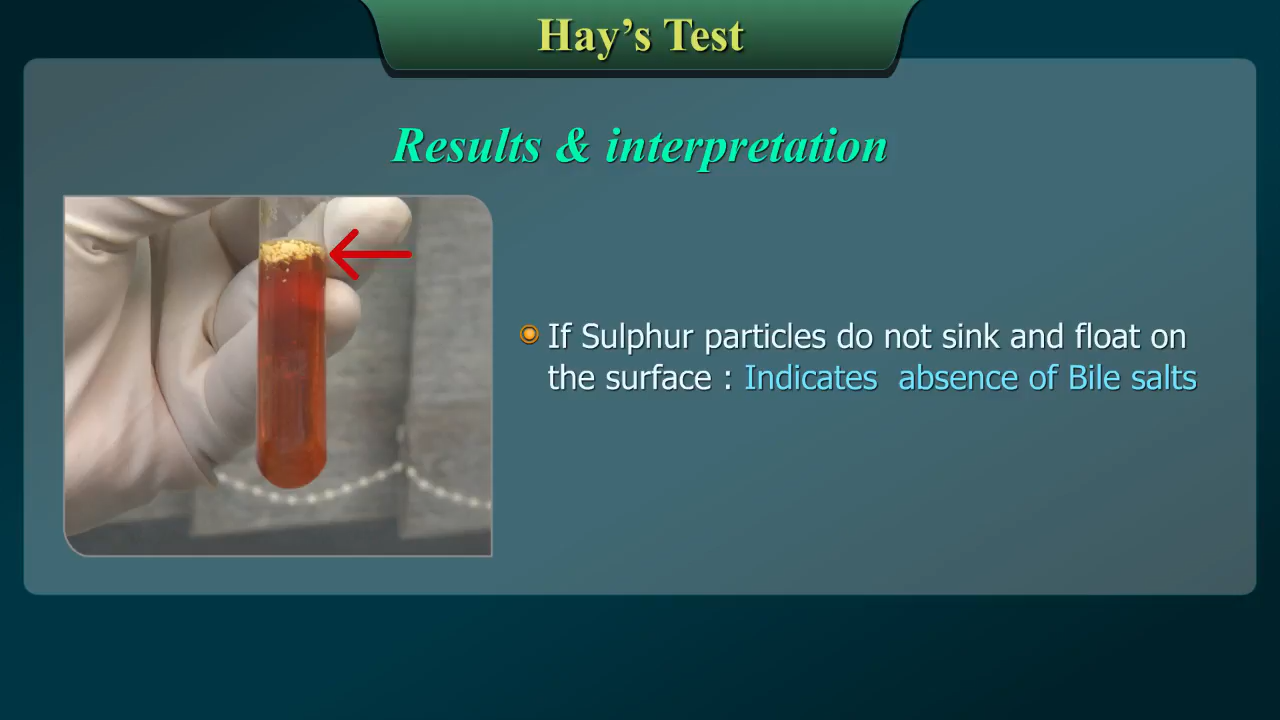 Hay's Test
Results & interpretation
If Sulphur particles do not sink and float on
the surface : Indicates absence of Bile salts